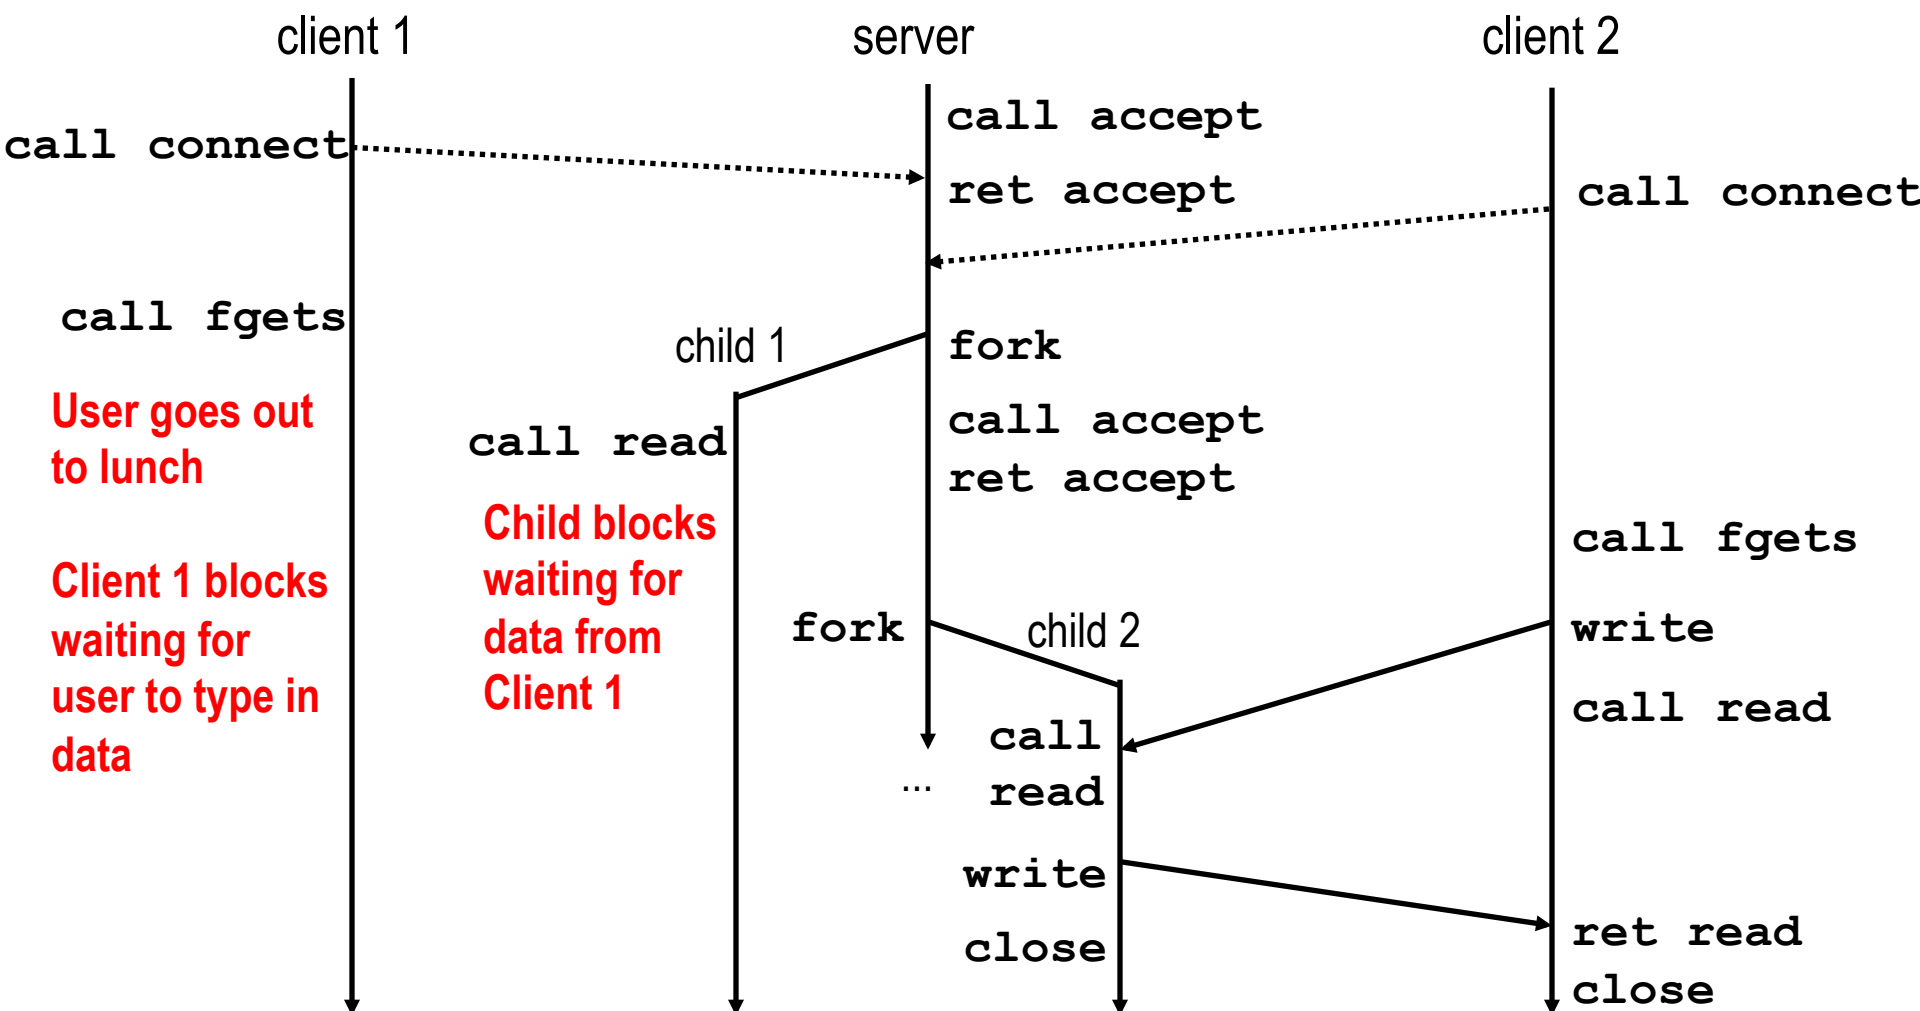 client 1
server
client 2
call connect
call accept
ret accept
call connect
call fgets
child 1
fork
User goes out
to lunch
call read
call accept
ret accept
Child blocks
waiting for
data from
Client 1
Client 1 blocks
waiting for
user to type in
data
call fgets
fork
child 2
write
call read
call
read
...
write
close
ret read
close